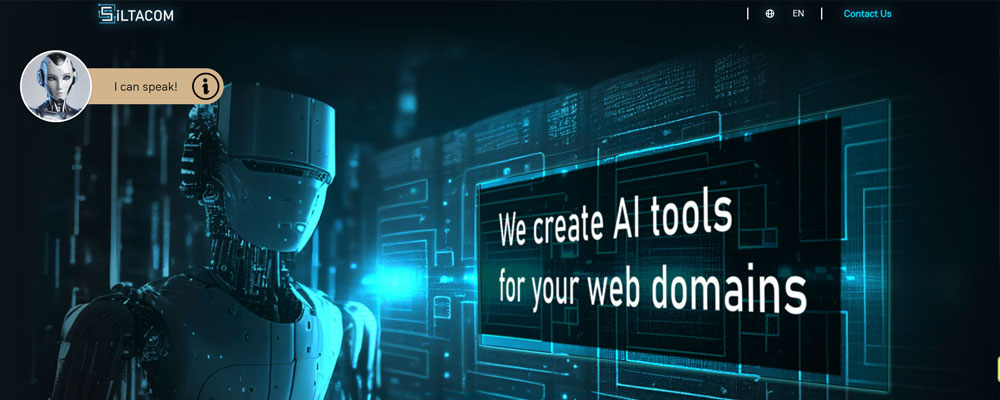 SiLTACOM
EN
Contact Us
I can speak!
We create AI tools
for your web domains